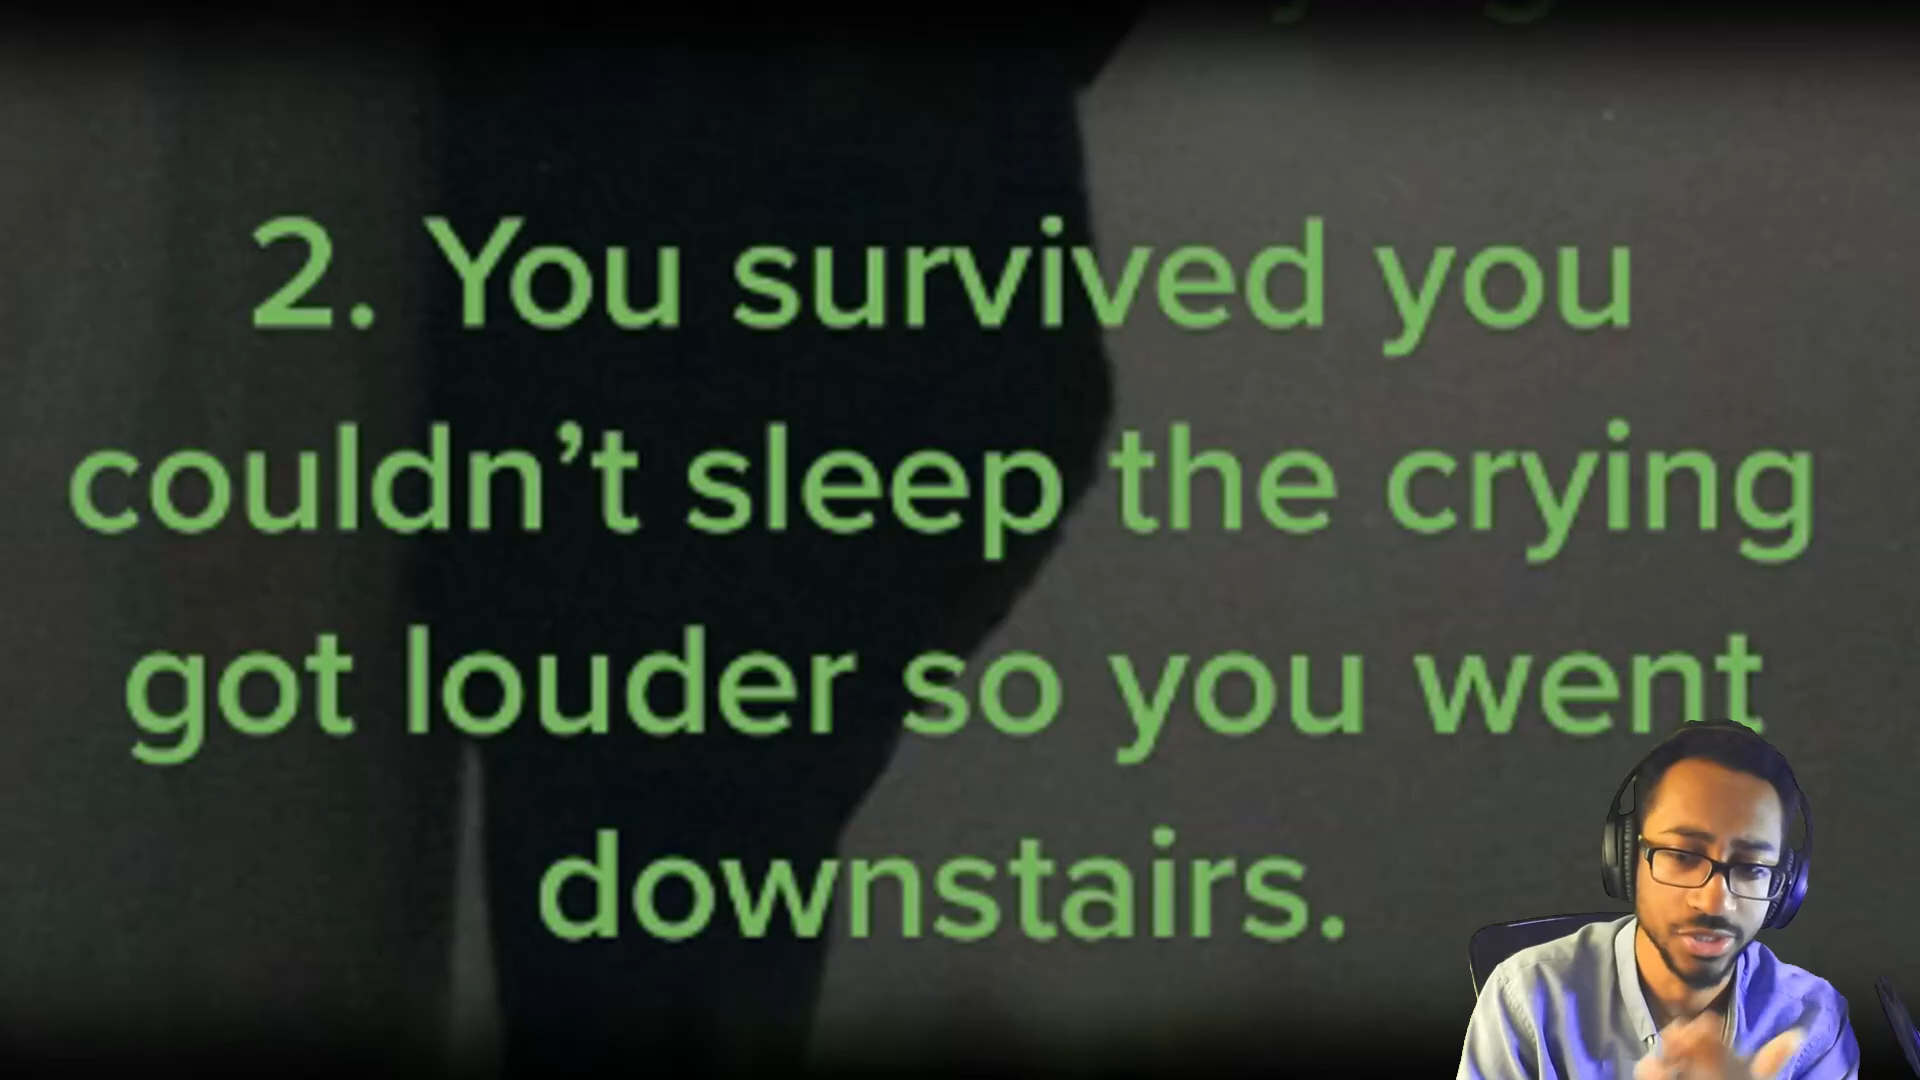 2. You survived you
couldn’t sleep the crying
got louder so you went
downstairs.